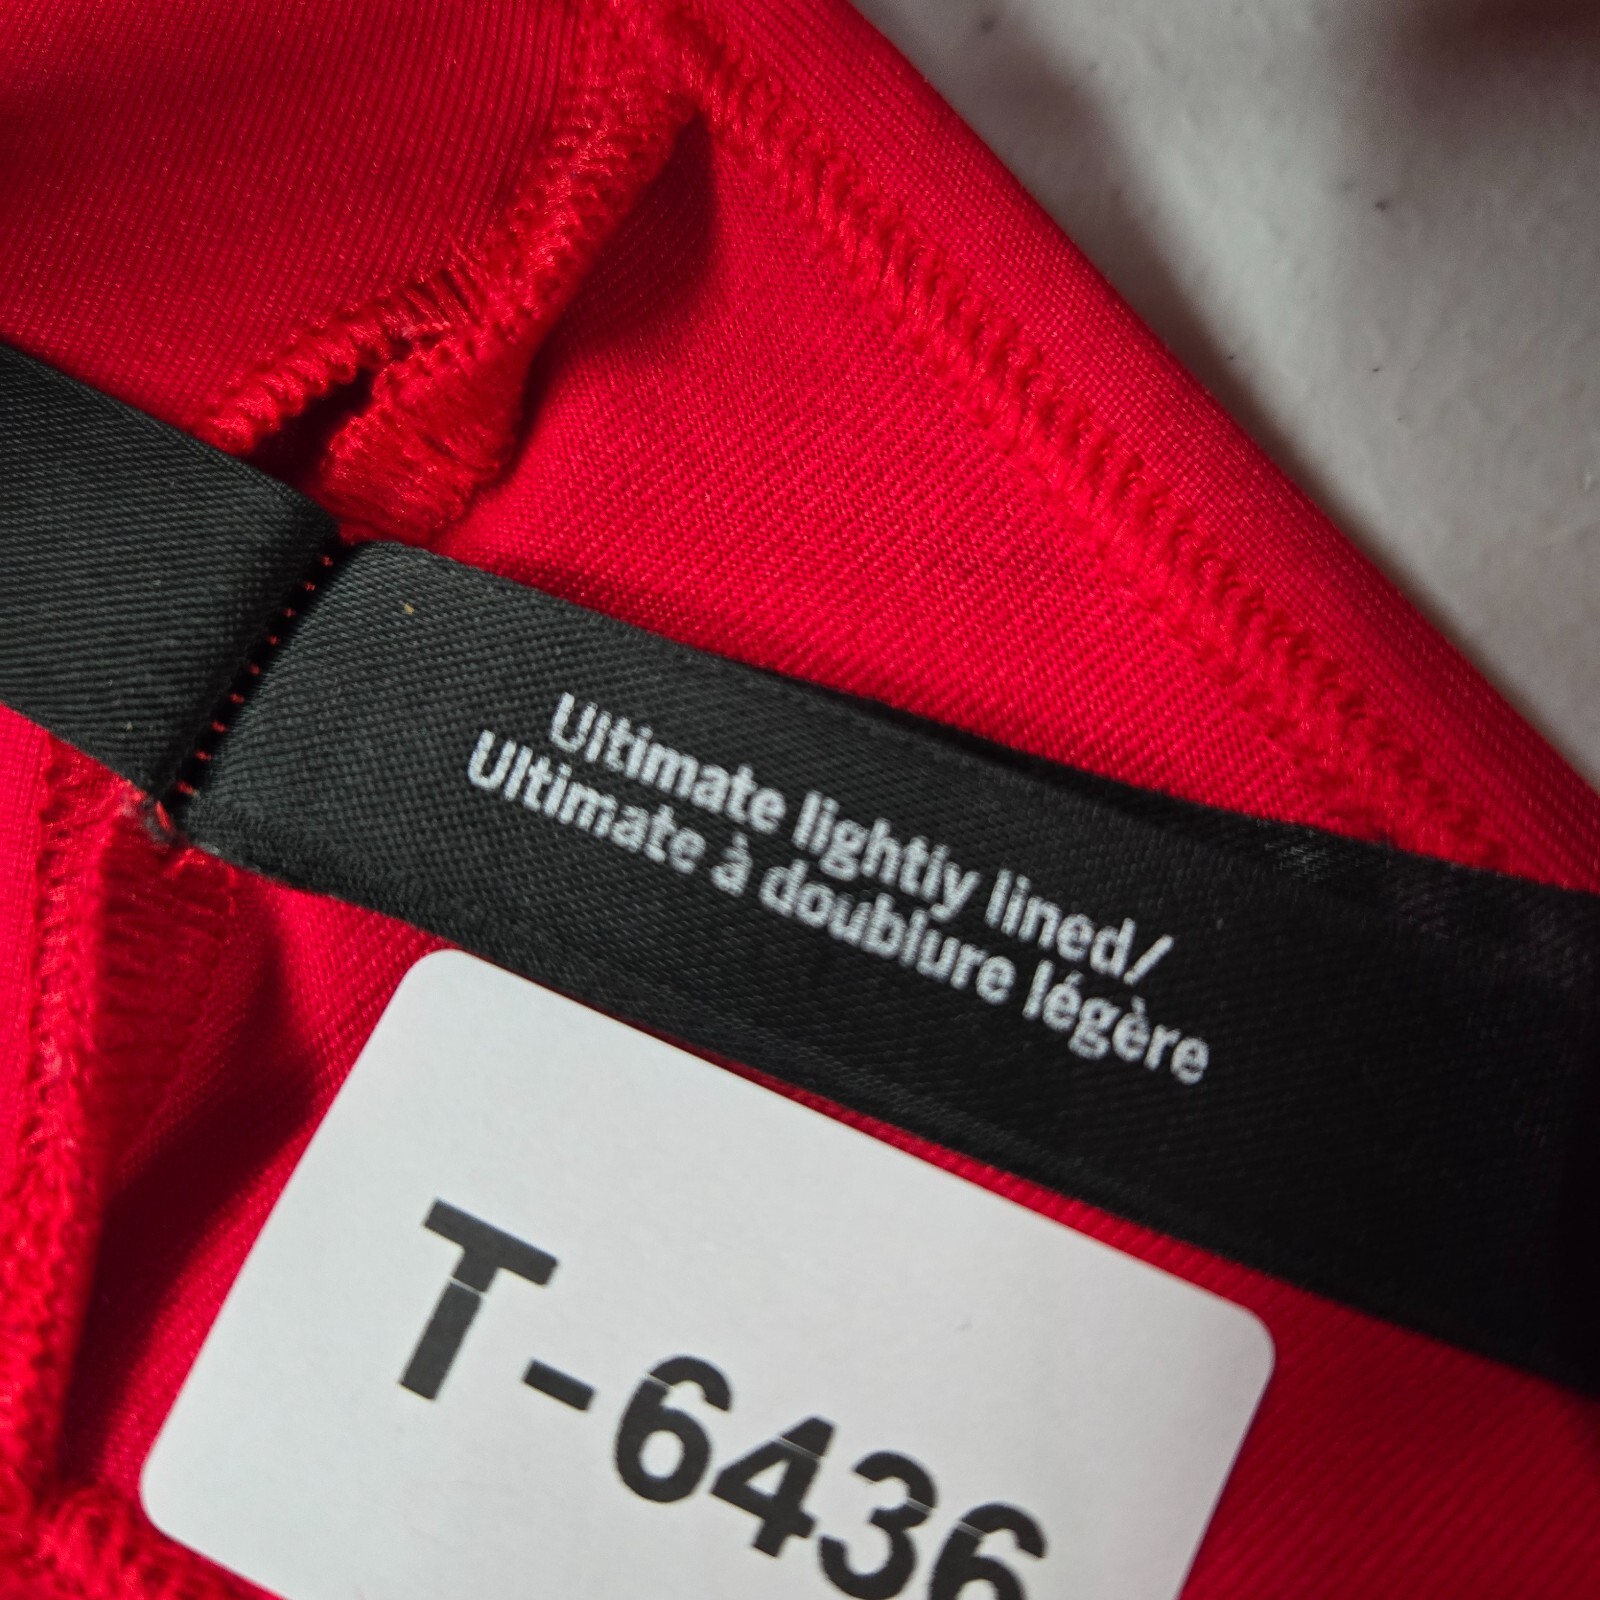 Ultimate lightly lined/
Ultimate à doublure légère
T-6436